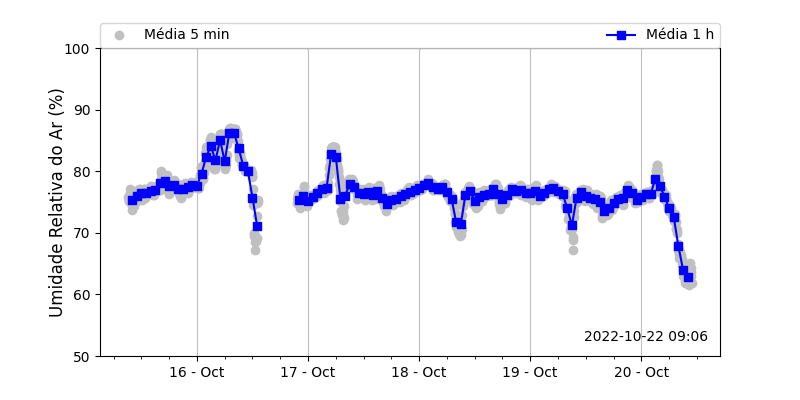 Média 5 min
Média 1 h
100
90
80
70
60
50
Umidade Relativa do Ar (%)
2022-10-22 09:06
16 - Oct
17 - Oct
18 - Oct
19 - Oct
20 - Oct